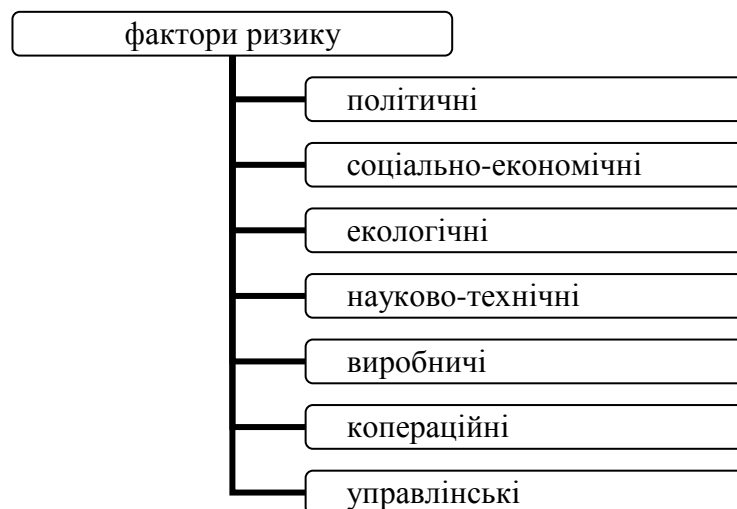 фактори ризику
політичні
соціально-економічні
екологічні
науково-технічні
виробничі
копераційні
управлінські